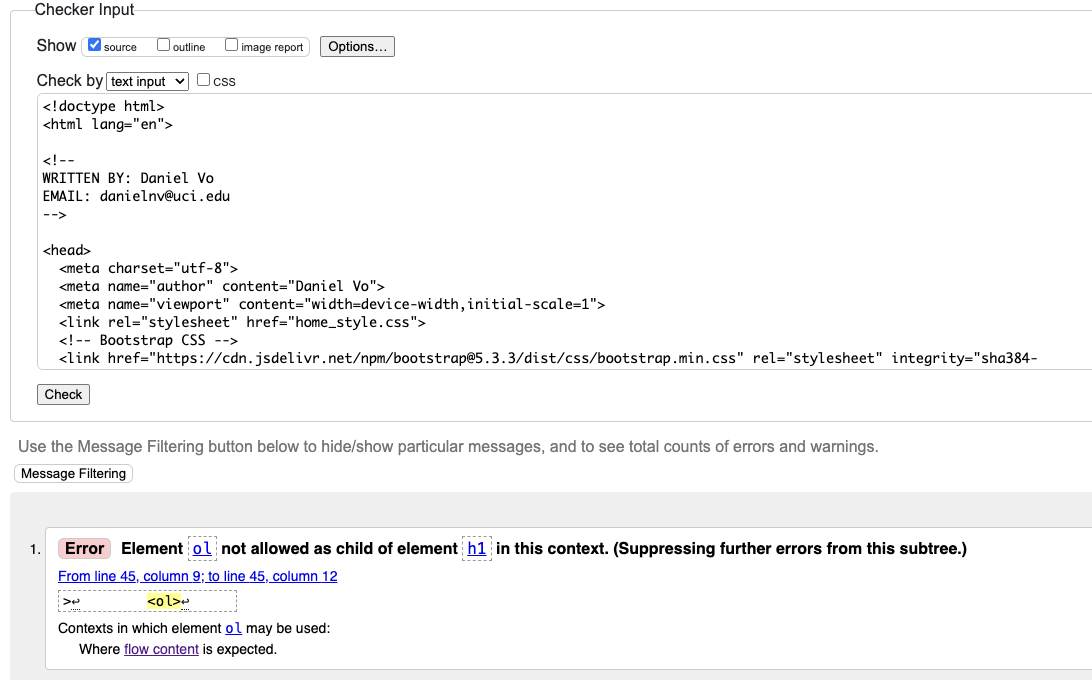 Checker Input
Show source outline image report Options...
Check by text input CSS
<!doctype html>
<html lang="en">
<!--
WRITTEN BY: Daniel Vo
EMAIL: danielnv@uci.edu
-->
<head>
<meta charset="utf-8">
<meta name="author" content="Daniel Vo">
<meta name="viewport" content="width=device-width,initial-scale=1">
<link rel="stylesheet" href="home_style.css">
<!-- Bootstrap CSS -->
<link href="https://cdn.jsdelivr.net/npm/bootstrap@5.3.3/dist/css/bootstrap.min.css" rel="stylesheet" integrity="sha384-
Check
Use the Message Filtering button below to hide/show particular messages, and to see total counts of errors and warnings.
Message Filtering
1. Error Element ol not allowed as child of element h1 in this context. (Suppressing further errors from this subtree.)
From line 45, column 9; to line 45, column 12
>↩ <ol>↩
Contexts in which element ol may be used:
Where flow content is expected.